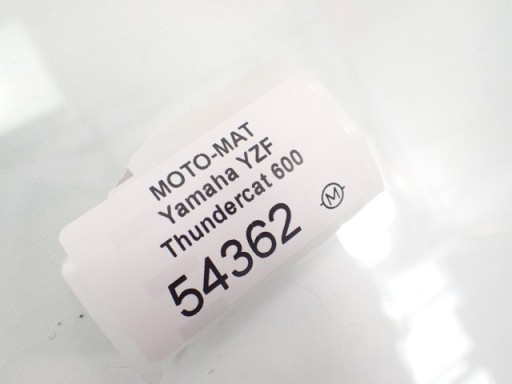 MOTO-MAT
Yamaha YZF
Thundercat 600
54362
M